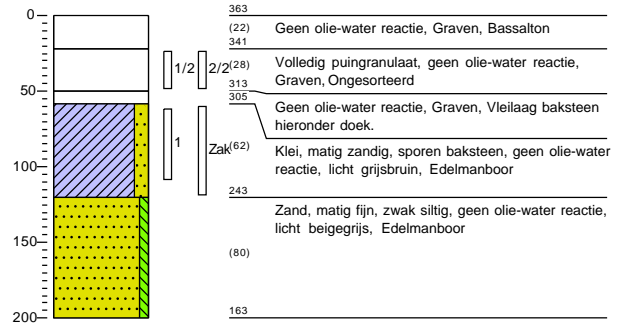 0
50
100
150
200
1/2
2/2
1
Zak
363
(22)
Geen olie-water reactie, Graven, Bassalton
341
(28)
Volledig puingranulaat, geen olie-water reactie,
Graven, Ongesorteerd
313
305
Geen olie-water reactie, Graven, Vleilaag baksteen
hieronder doek.
(62)
Klei, matig zandig, sporen baksteen, geen olie-water
reactie, licht grijsbruin, Edelmanboor
243
Zand, matig fijn, zwak siltig, geen olie-water reactie,
licht beigegrijs, Edelmanboor
(80)
163